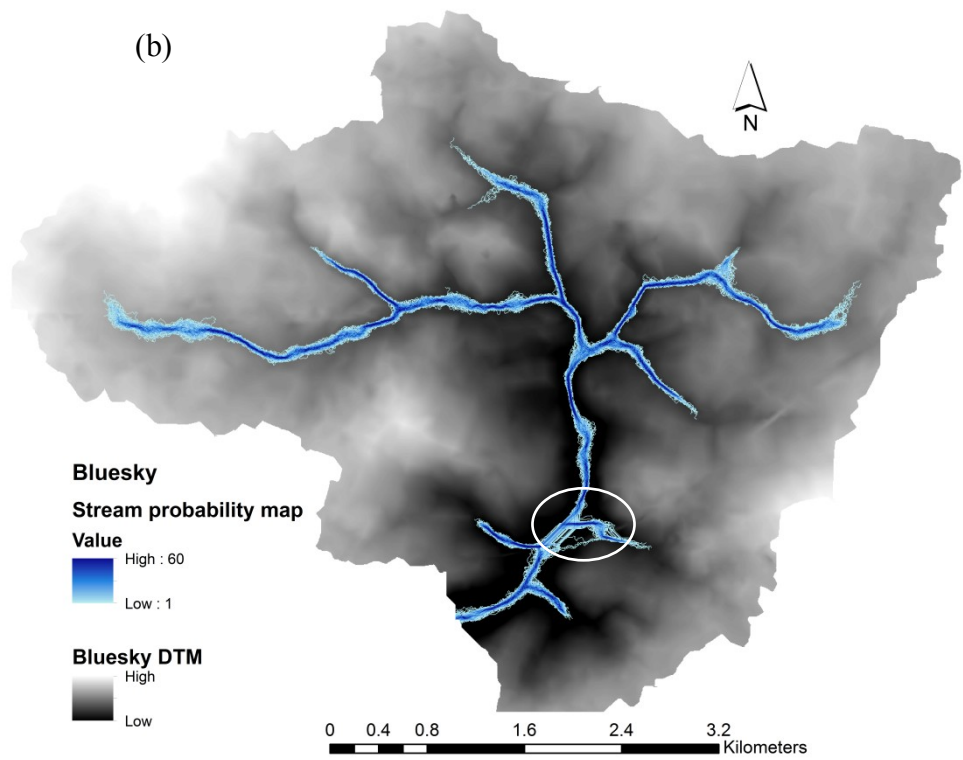 (b)
N
Bluesky
Stream probability map
Value
High : 60
Low : 1
Bluesky DTM
High
Low
0 0.4 0.8 1.6 2.4 3.2
Kilometers